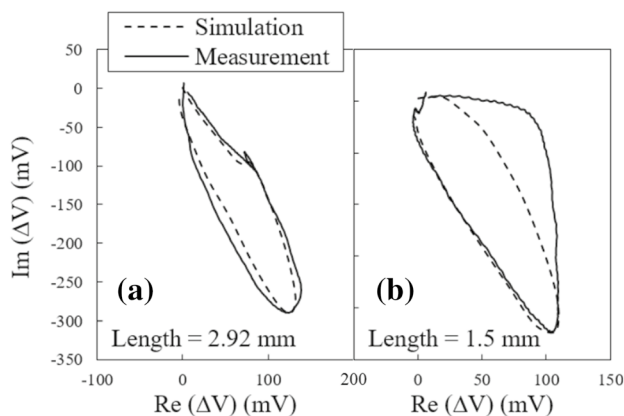 Simulation
Measurement
50
0
-50
-100
-150
-200
-250
-300
-350
Im (ΔV) (mV)
(a)
(b)
Length = 2.92 mm
Length = 1.5 mm
-100
0
100
200
0
50
100
150
Re (ΔV) (mV)
Re (ΔV) (mV)